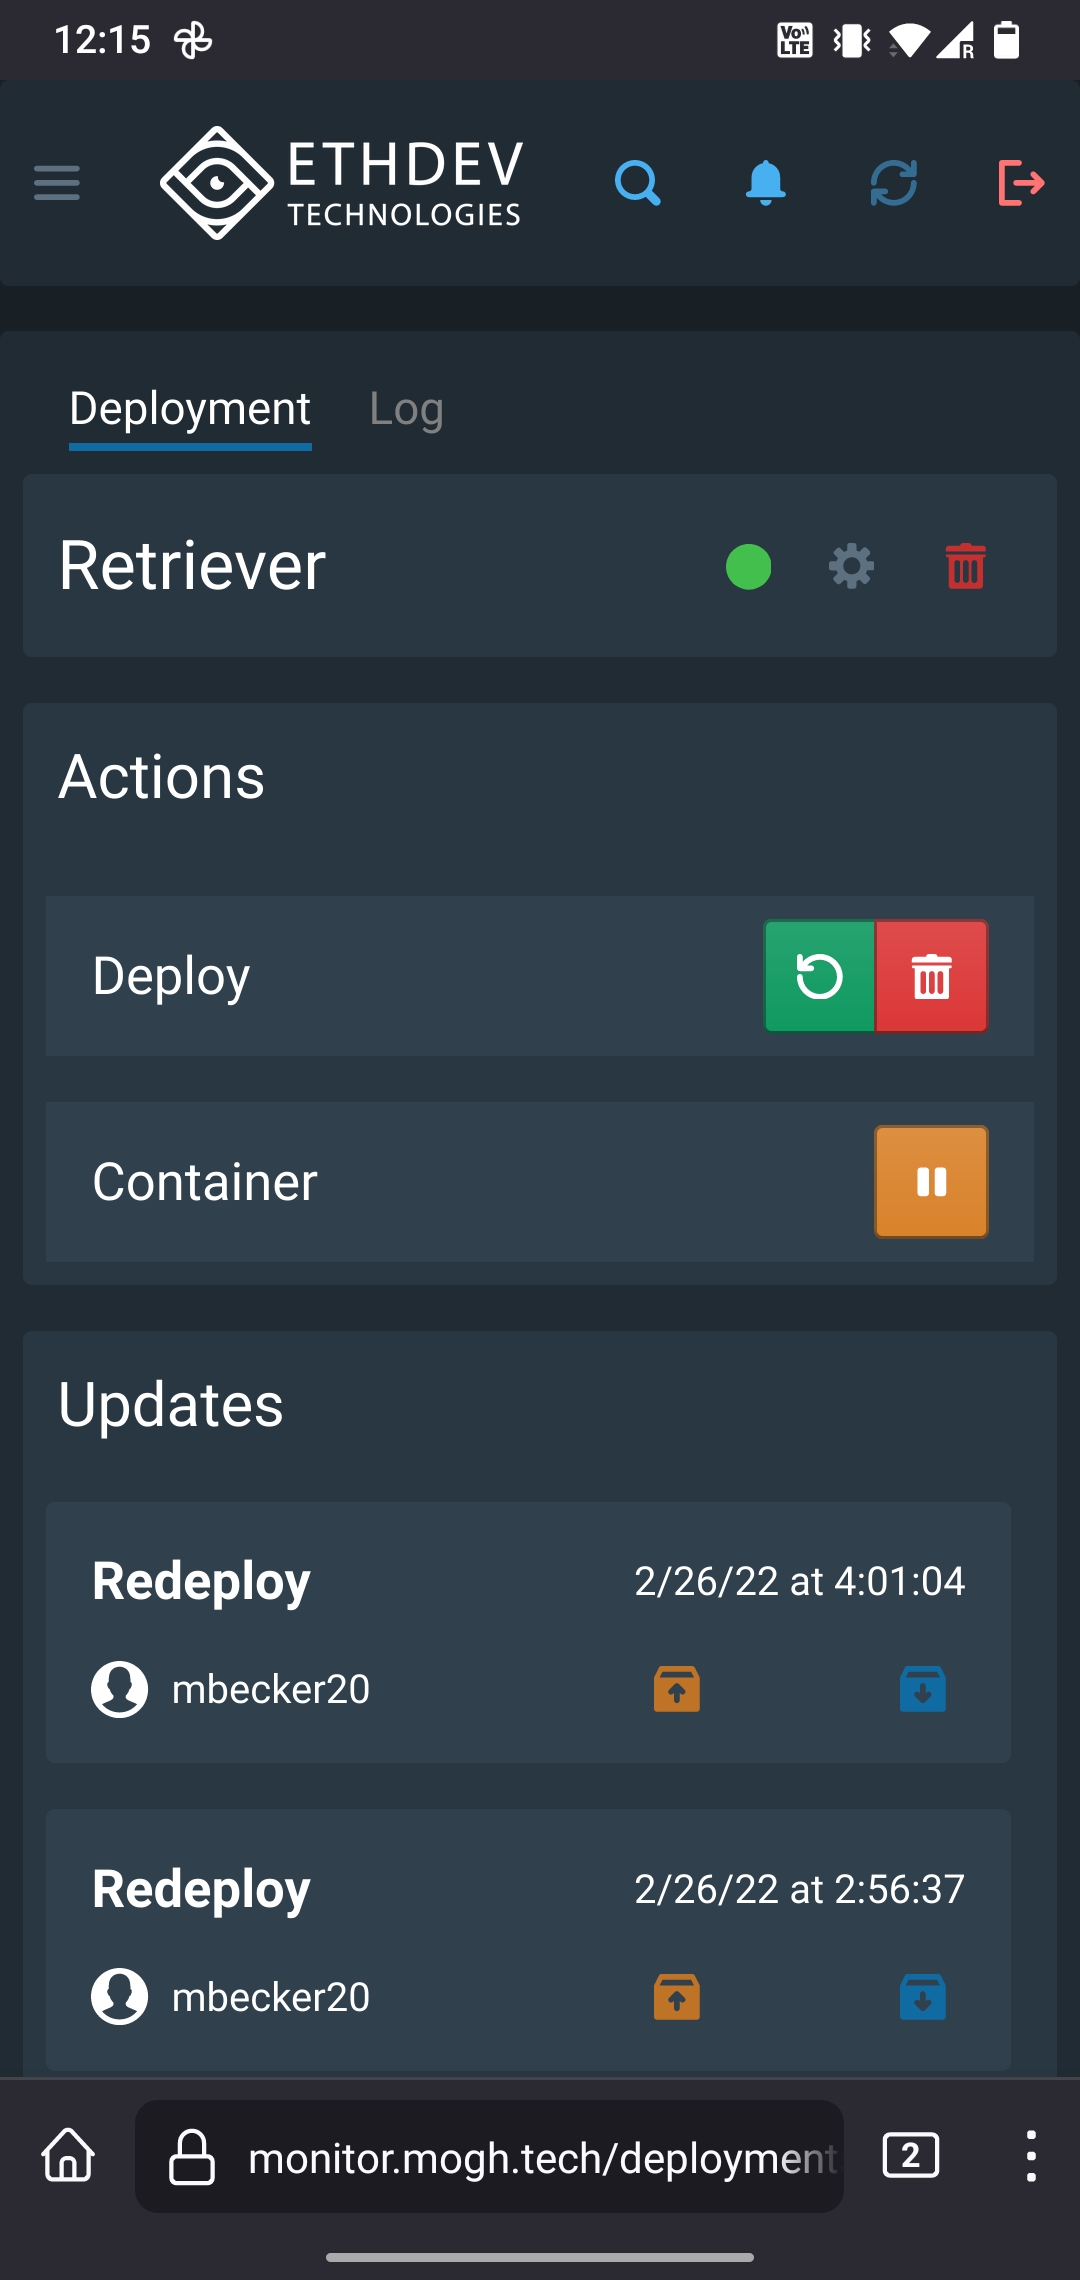 12:15
Vo
LTE
R
ETHDEV
TECHNOLOGIES
Deployment Log
Retriever
Actions
Deploy
Container
Updates
Redeploy 2/26/22 at 4:01:04
mbecker20
Redeploy 2/26/22 at 2:56:37
mbecker20
monitor.mogh.tech/deployment
2